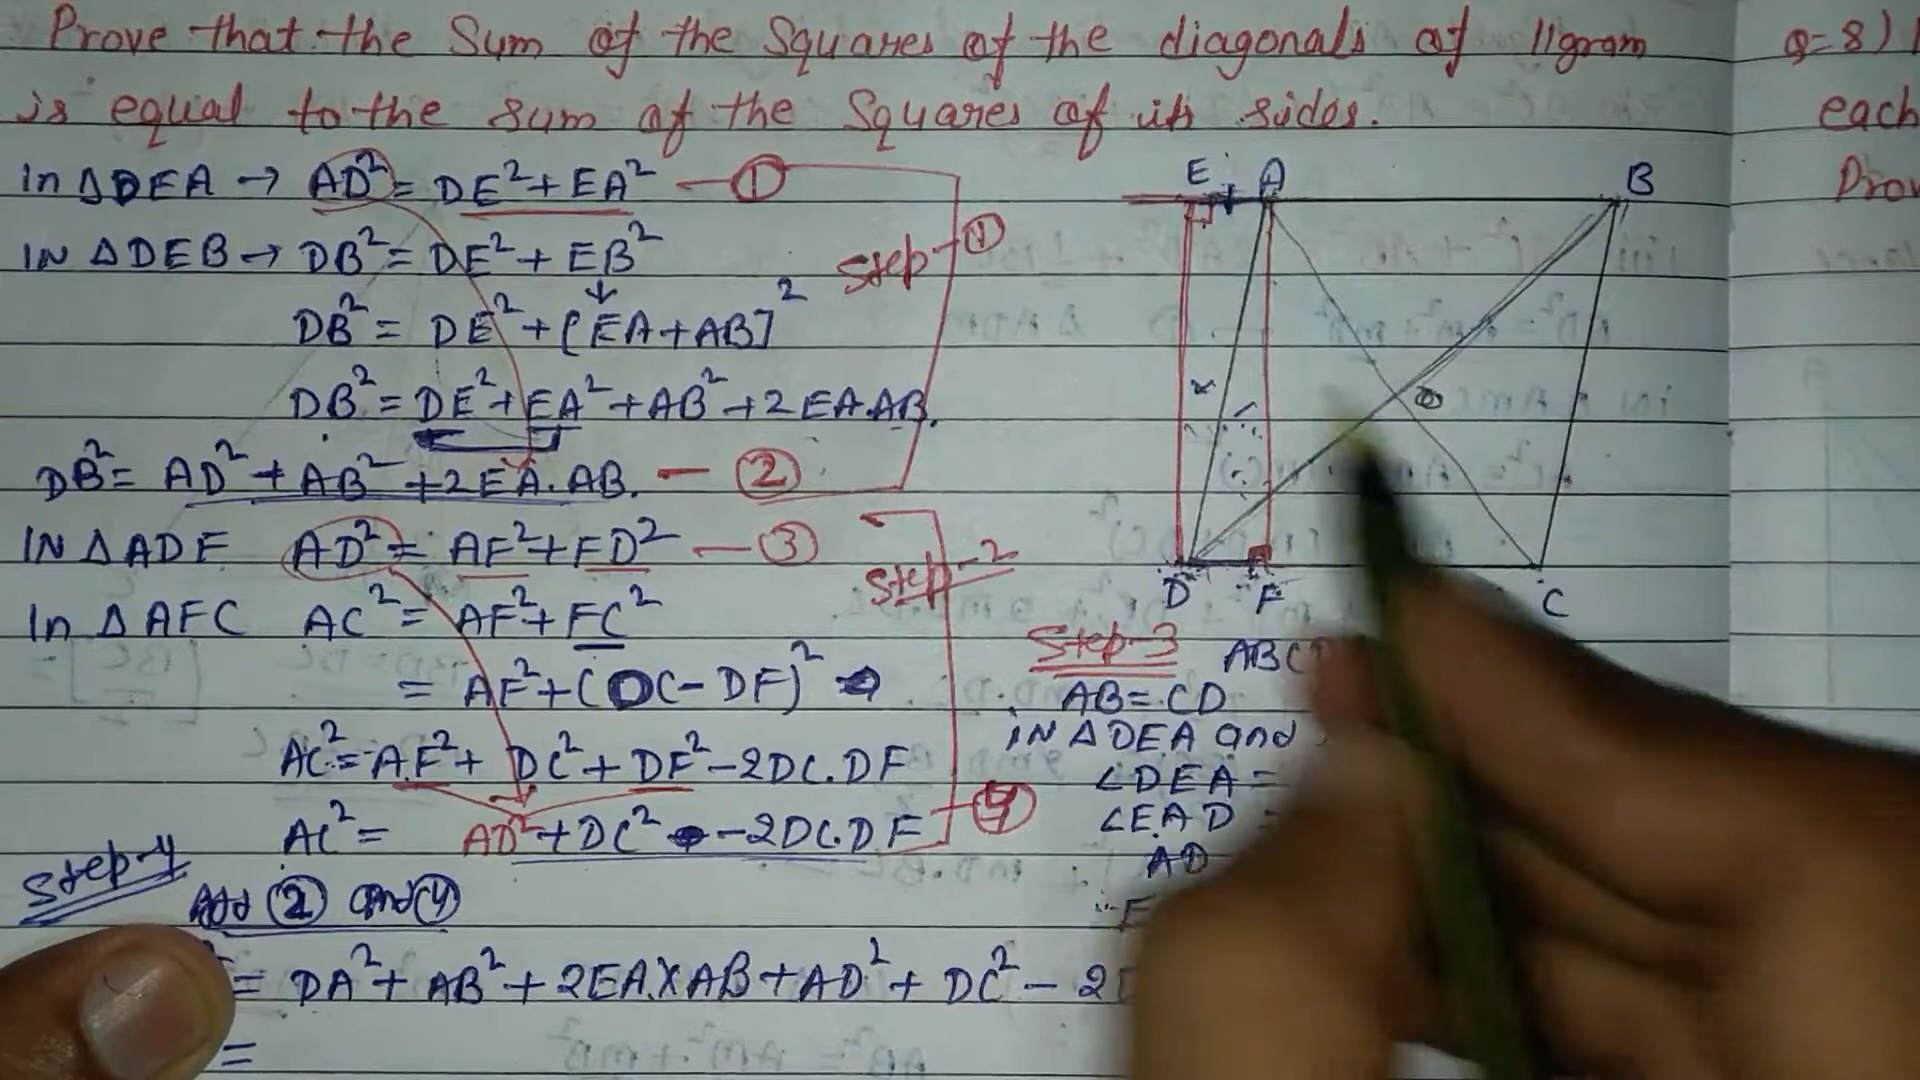 Prove that the Sum of the Squares of the diagonals of llgram
is equal to the sum of the Squares of its sides.
In ΔDEA → AD² = DE² + EA² — ①
IN ΔDEB → DB² = DE² + EB²
DB² = DE² + [EA + AB]²
DB² = DE² + EA² + AB² + 2EA.AB.
DB² = AD² + AB² + 2EA.AB. — ②
Step-①
IN ΔADF AD² = AF² + FD² — ③
In ΔAFC AC² = AF² + FC²
= AF² + (DC - DF)²
AC² = AF² + DC² + DF² - 2DC.DF
AC² = AD² + DC² - 2DC.DF — ④
Step-2
Step-4
Add ② and ④
= DA² + AB² + 2EA×AB + AD² + DC² - 2
=
E A B
D F C
Step-3 ABC
AB = CD
IN ΔDEA and
∠DEA =
∠EAD =
AD
Q=8)
each